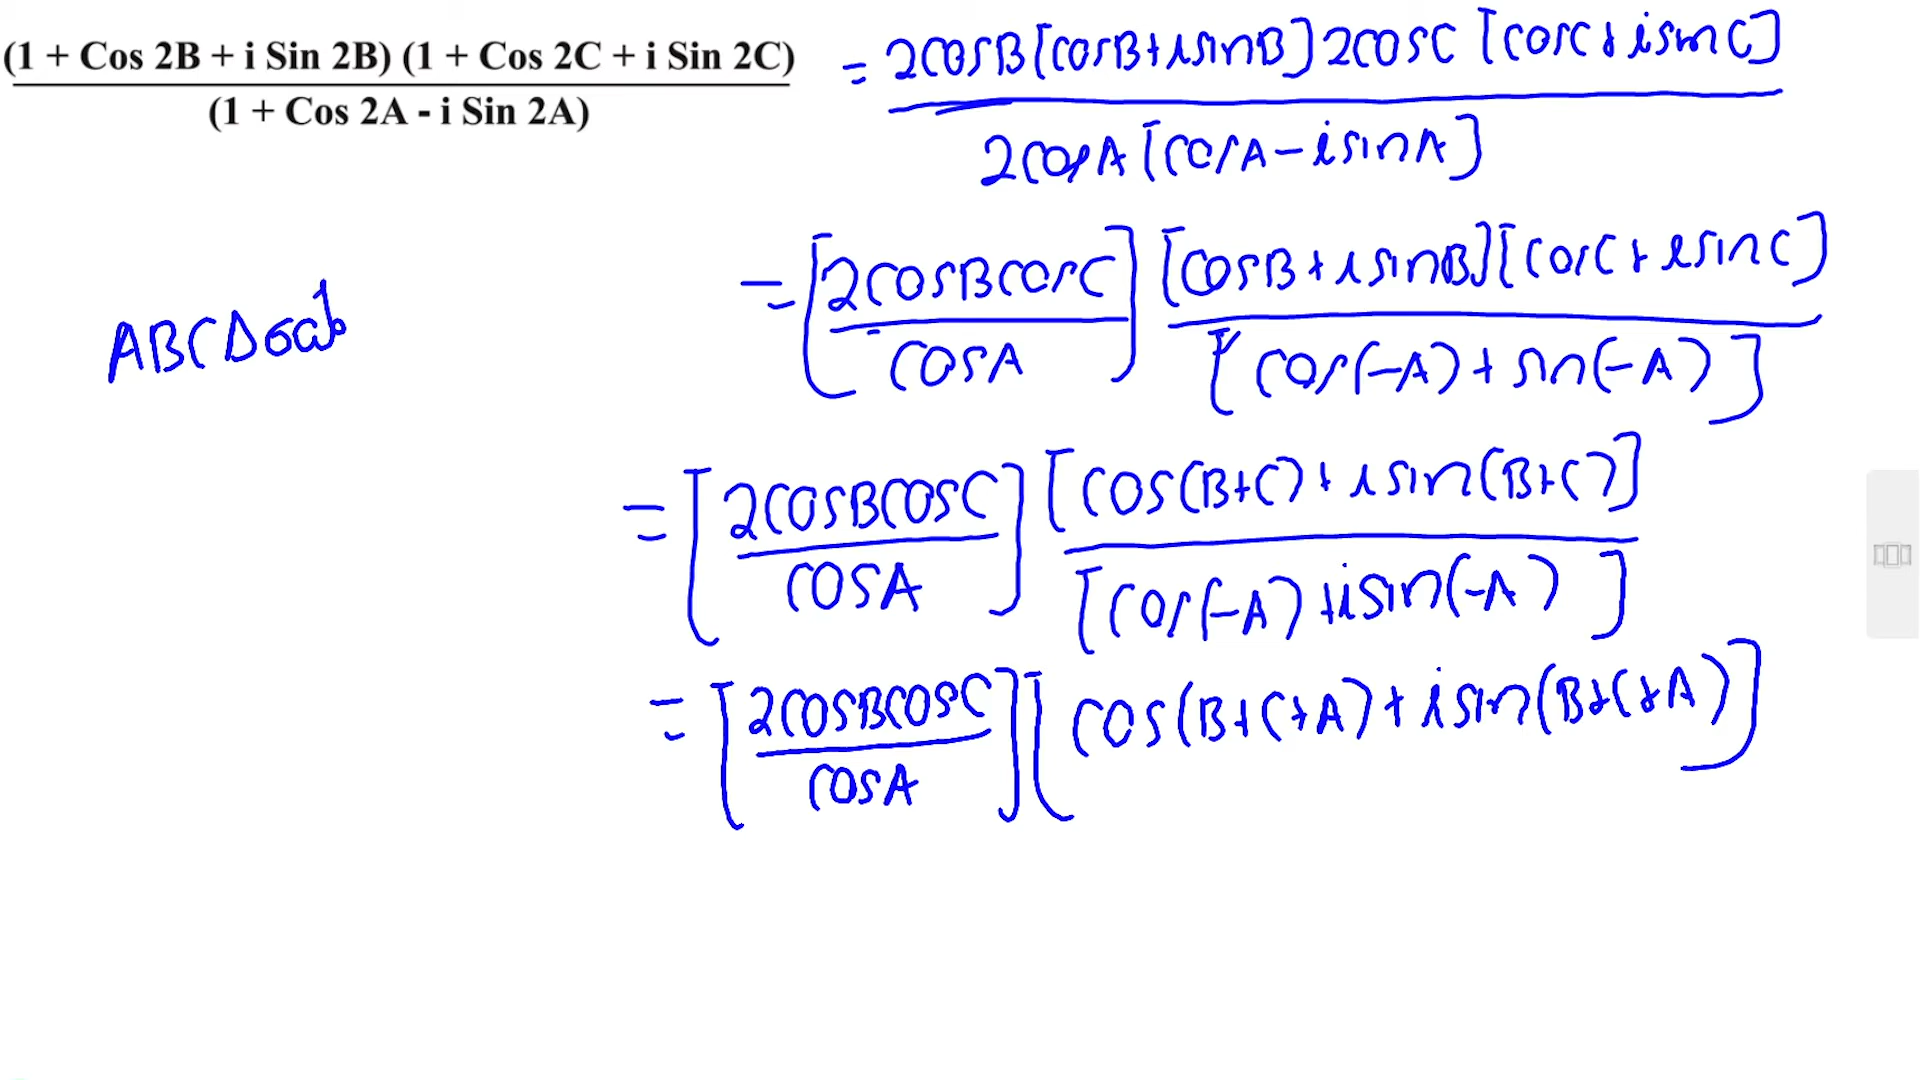 (1 + Cos 2B + i Sin 2B) (1 + Cos 2C + i Sin 2C)
(1 + Cos 2A - i Sin 2A)
= 2cosB[cosB+isinB]2cosC [cosC+isinC]
2cosA[cosA-isinA]
= [2cosBcosC] [cosB+isinB][cosC+isinC]
cosA [cos(-A)+sin(-A)]
= [2cosBcosC] [cos(B+C)+isin(B+C)]
cosA [cos(-A)+isin(-A)]
= [2cosBcosC] [cos(B+C+A)+isin(B+C+A)]
cosA